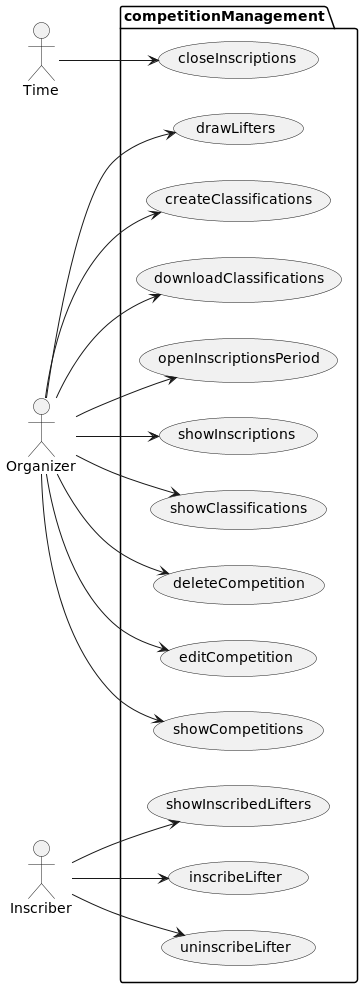 competitionManagement
closeInscriptions
Time
drawLifters
createClassifications
downloadClassifications
openInscriptionsPeriod
showInscriptions
Organizer
showClassifications
deleteCompetition
editCompetition
showCompetitions
showInscribedLifters
inscribeLifter
Inscriber
uninscribeLifter